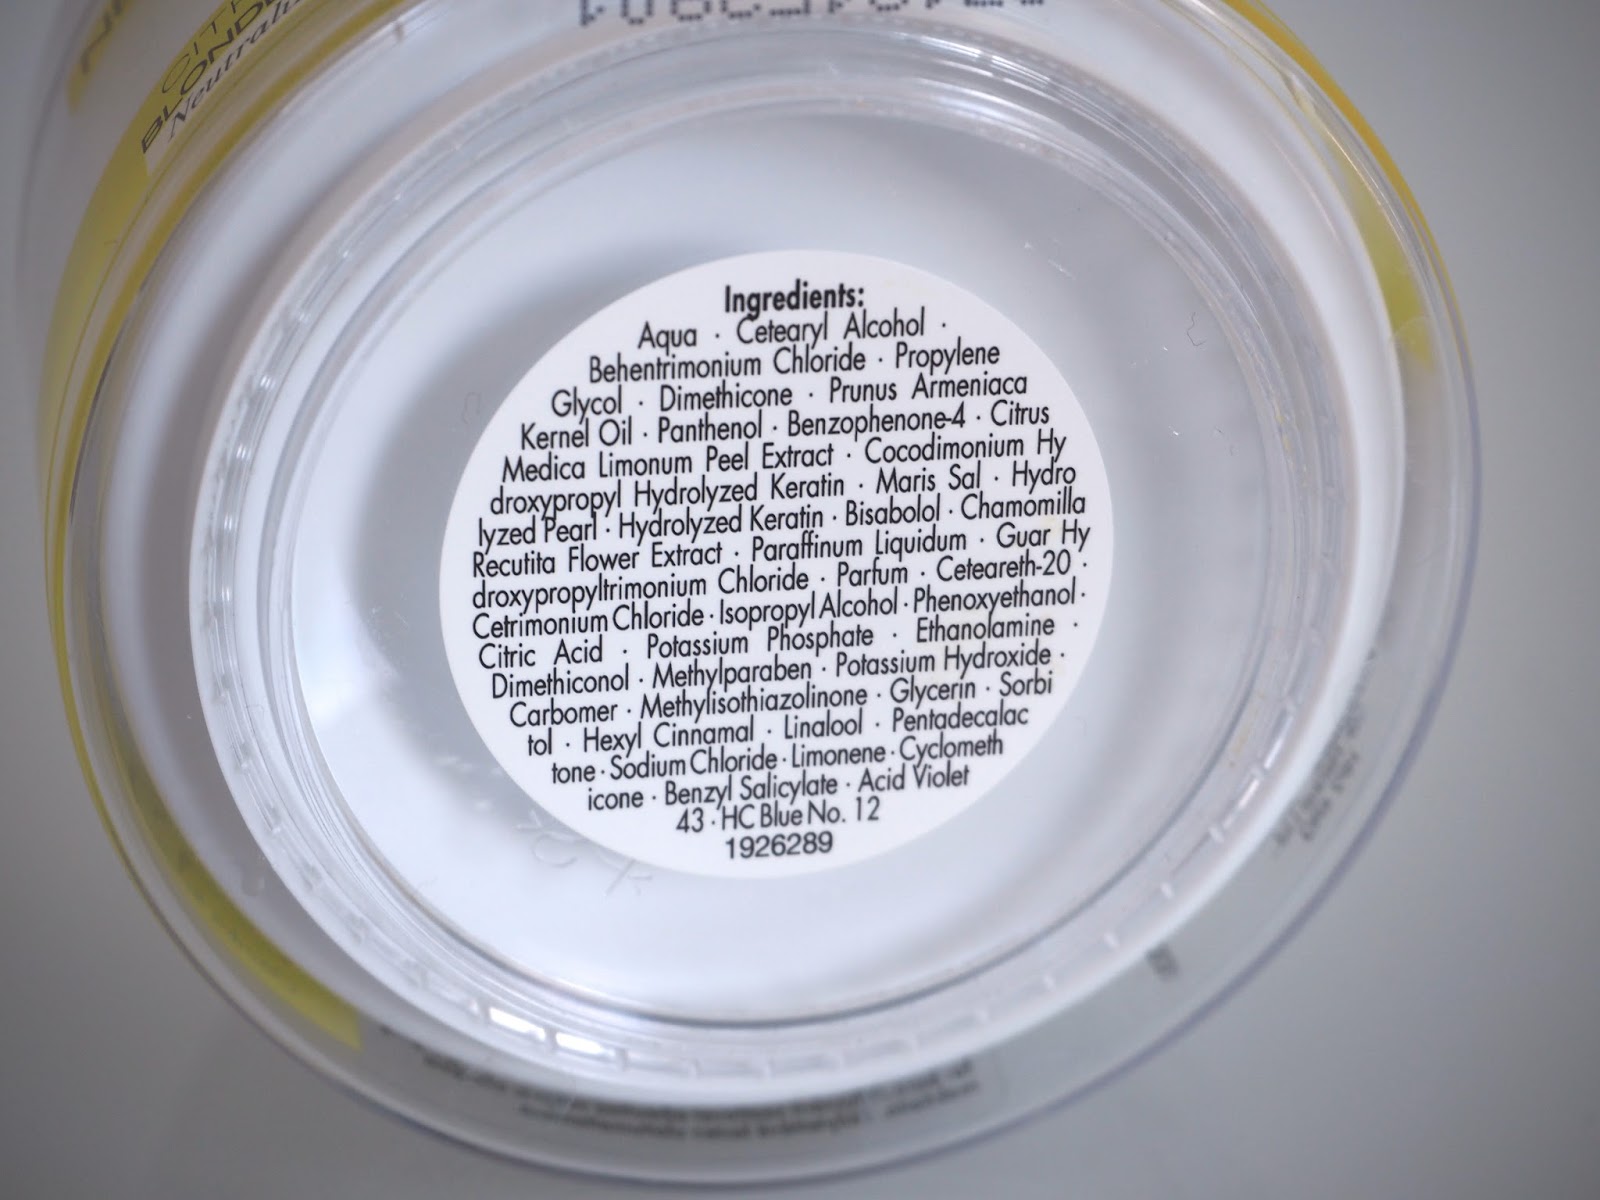 BLOND
Neutral
Ingredients:
Aqua · Cetearyl Alcohol ·
Behentrimonium Chloride · Propylene
Glycol · Dimethicone · Prunus Armeniaca
Kernel Oil · Panthenol · Benzophenone-4 · Citrus
Medica Limonum Peel Extract · Cocodimonium Hy
droxypropyl Hydrolyzed Keratin · Maris Sal · Hydro
lyzed Pearl · Hydrolyzed Keratin · Bisabolol · Chamomilla
Recutita Flower Extract · Paraffinum Liquidum · Guar Hy
droxypropyltrimonium Chloride · Parfum · Ceteareth-20 ·
Cetrimonium Chloride · Isopropyl Alcohol · Phenoxyethanol ·
Citric Acid · Potassium Phosphate · Ethanolamine ·
Dimethiconol · Methylparaben · Potassium Hydroxide ·
Carbomer · Methylisothiazolinone · Glycerin · Sorbi
tol · Hexyl Cinnamal · Linalool · Pentadecalac
tone · Sodium Chloride · Limonene · Cyclometh
icone · Benzyl Salicylate · Acid Violet
43 · HC Blue No. 12
1926289